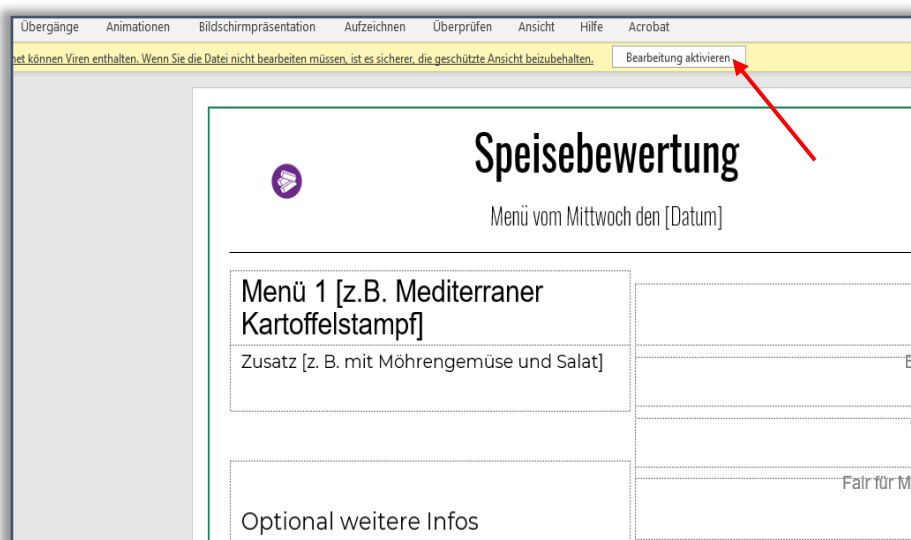 Übergänge Animationen Bildschirmpräsentation Aufzeichnen Überprüfen Ansicht Hilfe Acrobat
können Viren enthalten. Wenn Sie die Datei nicht bearbeiten müssen, ist es sicherer, die geschützte Ansicht beizubehalten. Bearbeitung aktivieren
Speisebewertung
Menü vom Mittwoch den [Datum]
Menü 1 [z.B. Mediterraner
Kartoffelstampf]
Zusatz [z. B. mit Möhrengemüse und Salat]
Fair für M
Optional weitere Infos